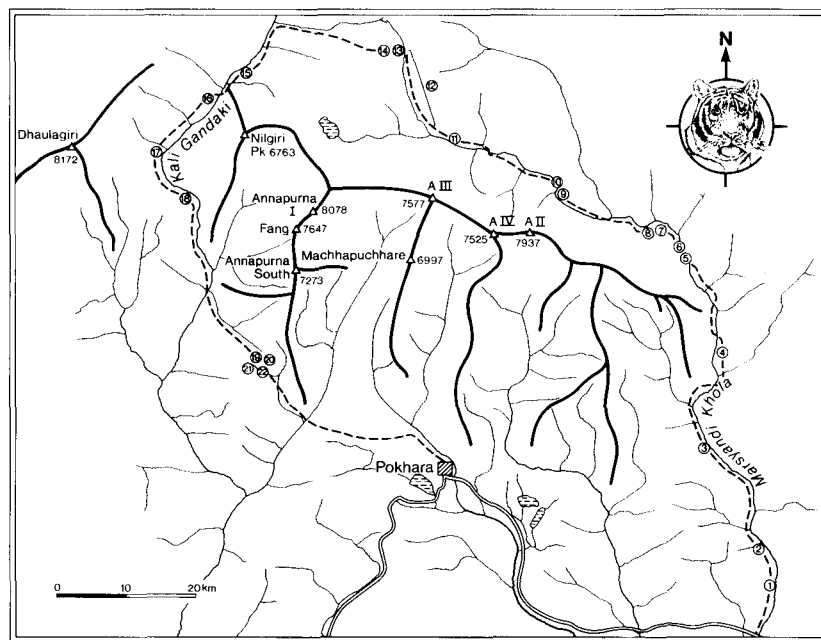 N
14
13
15
12
16
Kali Gandaki
Dhaulagiri
8172
17
Nilgiri
Pk 6763
11
18
10
9
Annapurna
I
8078
A III
7577
Fang
7647
A IV
7525
A II
7937
8
7
6
5
Machhapuchhare
6997
Annapurna
South
7273
4
19
20
21
22
Marsyandi Khola
3
Pokhara
2
1
0
10
20 km